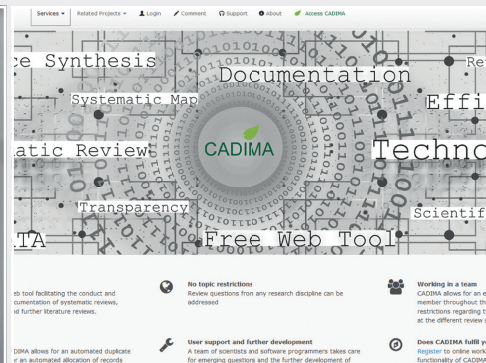 Services Related Projects Login Comment Support About Access CADIMA
ce Synthesis
Documentation
Systematic Map
Effi
CADIMA
atic Review
Techno
Transparency
Scientif
Free Web Tool
TA
eb tool facilitating the conduct and
cumentation of systematic reviews,
nd further literature reviews.
No topic restrictions
Review questions from any research discipline can be
addressed
Working in a team
CADIMA allows for an e
member throughout th
restrictions regarding t
at the different review
DIMA allows for an automated duplicate
r an automated allocation of records
User support and further development
A team of scientists and software programmers takes care
for emerging questions and the further development of
Does CADIMA fulfil yo
Register to online work
functionality of CADIMA